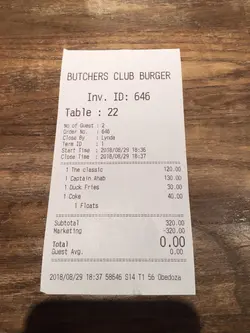 BUTCHERS CLUB BURGER
Inv. ID: 646
Table : 22
No of Guest : 2
Order No. : 646
Close By : Lynda
Term ID : 1
Start Time : 2018/08/29 18:36
Close Time : 2018/08/29 18:37
1 The classic 120.00
1 Captain Ahab 130.00
1 Duck Fries 30.00
1 Coke 40.00
1 Floats
Subtotal 320.00
Marketing -320.00
Total 0.00
Guest Avg. 0.00
2018/08/29 18:37 58646 S14 T1 56 Obedoza